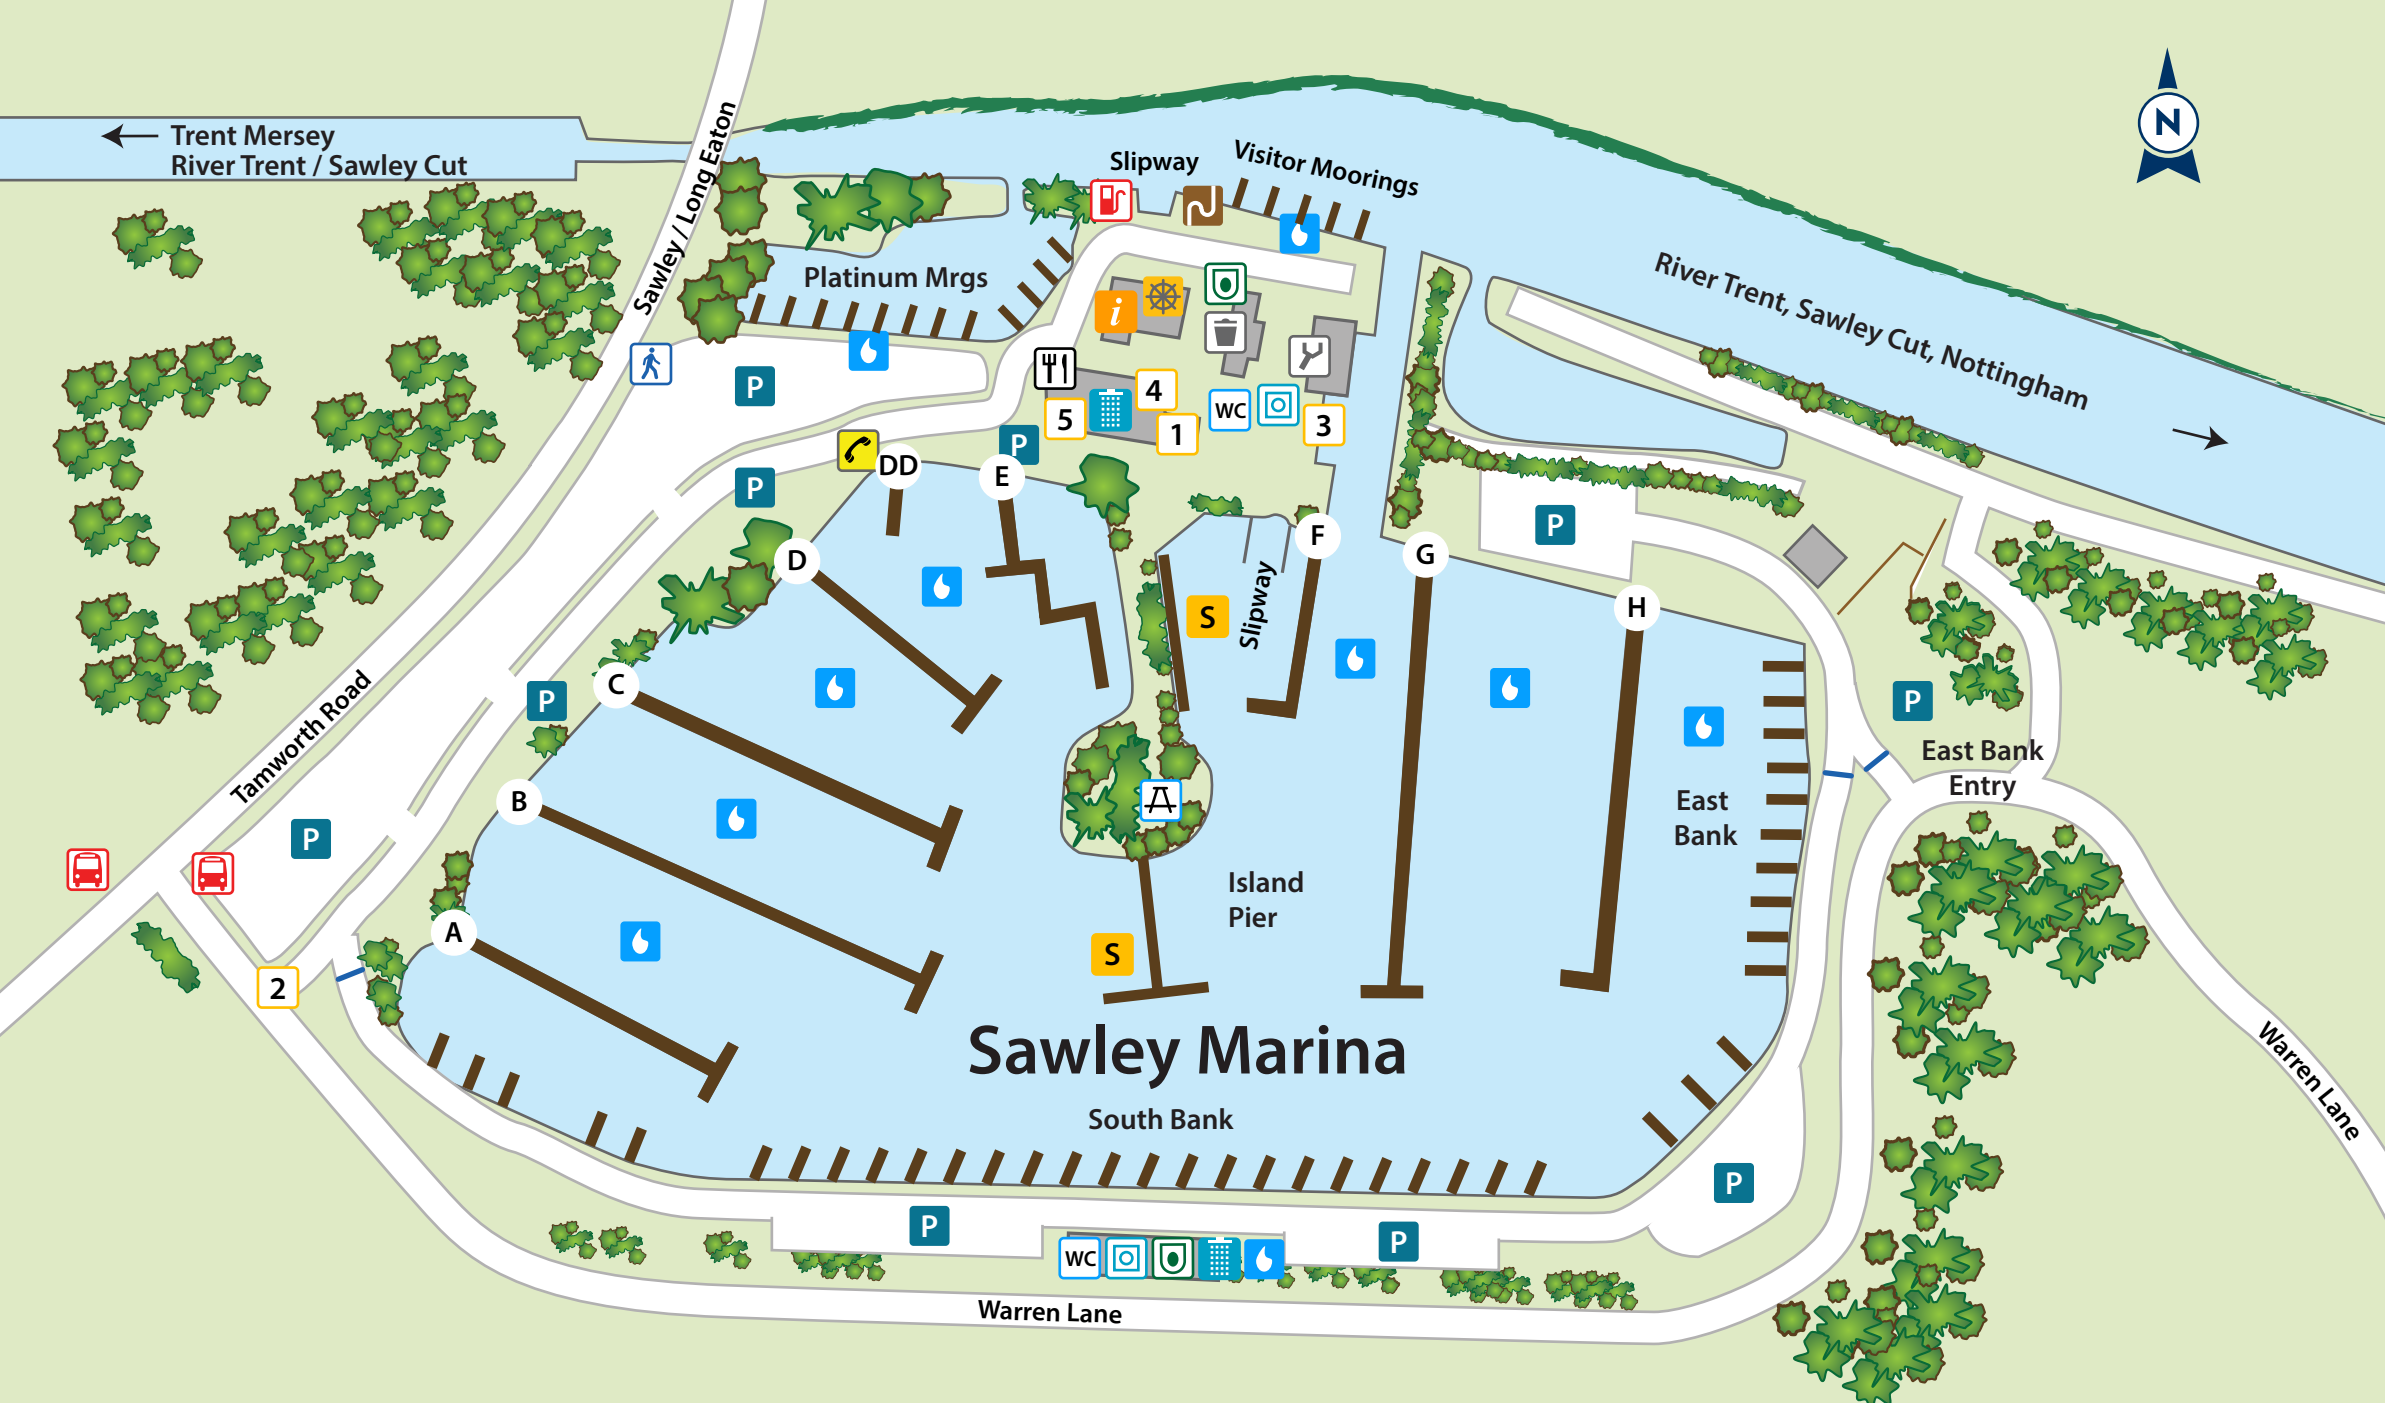 N
Trent Mersey
River Trent / Sawley Cut
Sawley / Long Eaton
Slipway
Visitor Moorings
Platinum Mrgs
River Trent, Sawley Cut, Nottingham
i
P
4
5
1
WC
3
P
DD
E
P
P
F
G
D
H
S
Slipway
C
P
P
Tamworth Road
B
East Bank
Entry
East
Bank
P
A
Island
Pier
S
2
Sawley Marina
South Bank
Warren Lane
P
P
P
WC
Warren Lane